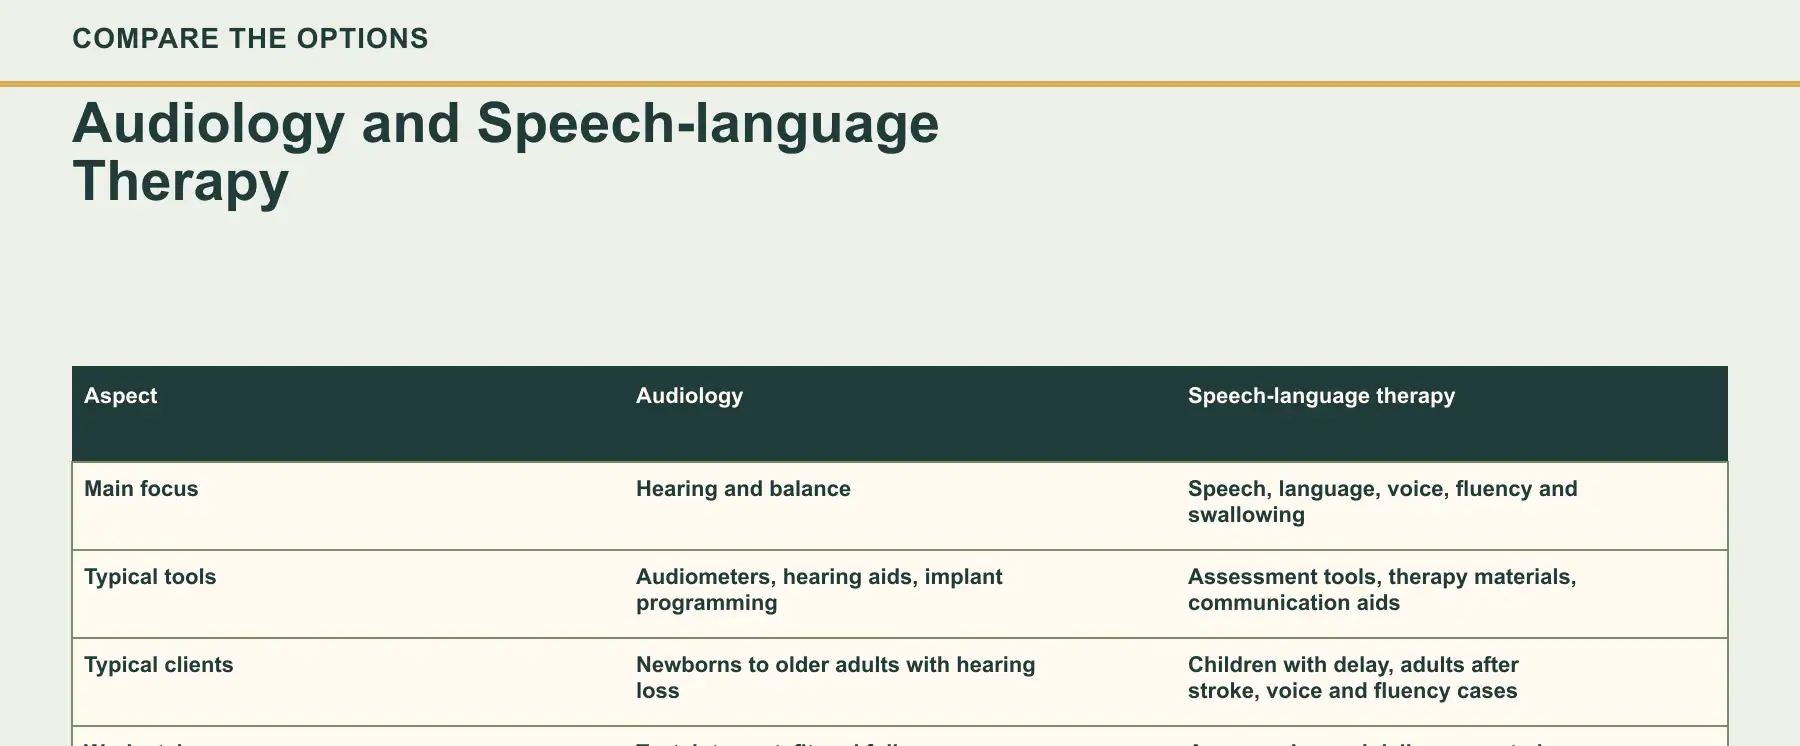 COMPARE THE OPTIONS
Audiology and Speech-language
Therapy
Aspect
Audiology
Speech-language therapy
Main focus
Hearing and balance
Speech, language, voice, fluency and
swallowing
Typical tools
Audiometers, hearing aids, implant
programming
Assessment tools, therapy materials,
communication aids
Typical clients
Newborns to older adults with hearing
loss
Children with delay, adults after
stroke, voice and fluency cases